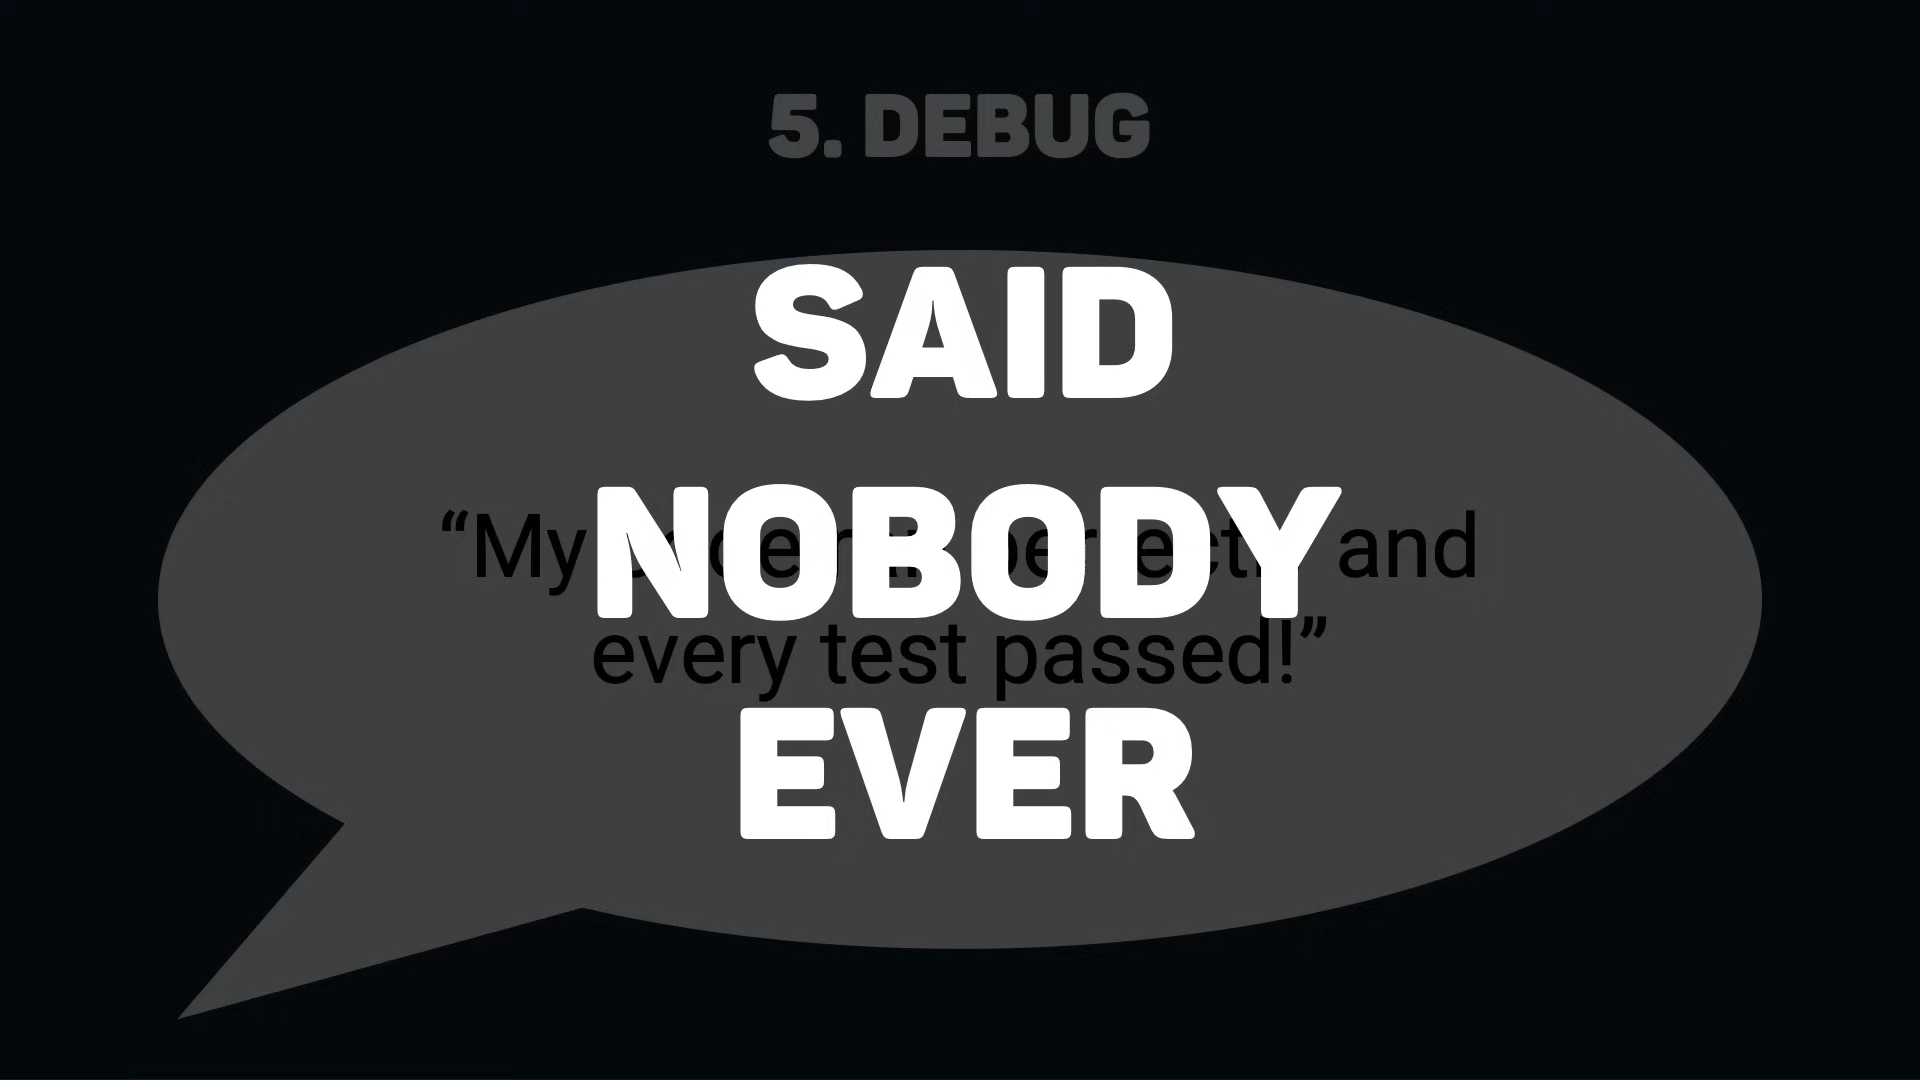 5. DEBUG
SAID
NOBODY
“My and
every test passed!”
EVER